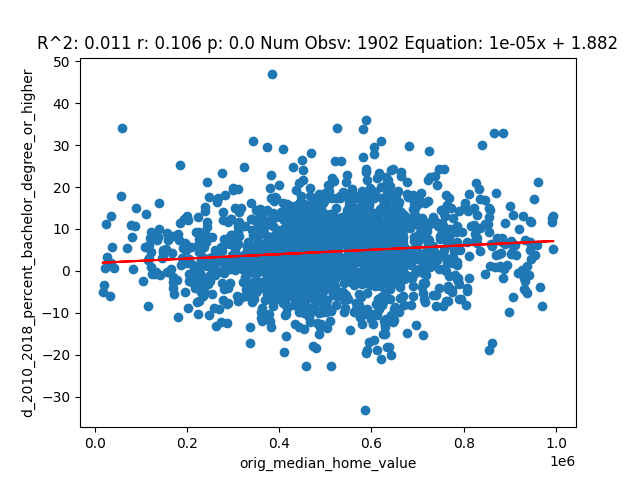 R^2: 0.011 r: 0.106 p: 0.0 Num Obsv: 1902 Equation: 1e-05x + 1.882
d_2010_2018_percent_bachelor_degree_or_higher
50
40
30
20
10
0
−10
−20
−30
0.0 0.2 0.4 0.6 0.8 1.0
1e6
orig_median_home_value